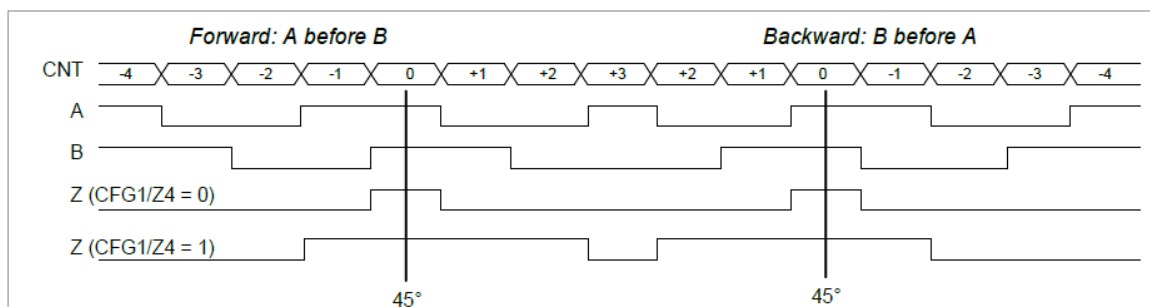 Forward: A before B Backward: B before A
CNT -4 -3 -2 -1 0 +1 +2 +3 +2 +1 0 -1 -2 -3 -4
A
B
Z (CFG1/Z4 = 0)
Z (CFG1/Z4 = 1)
45° 45°